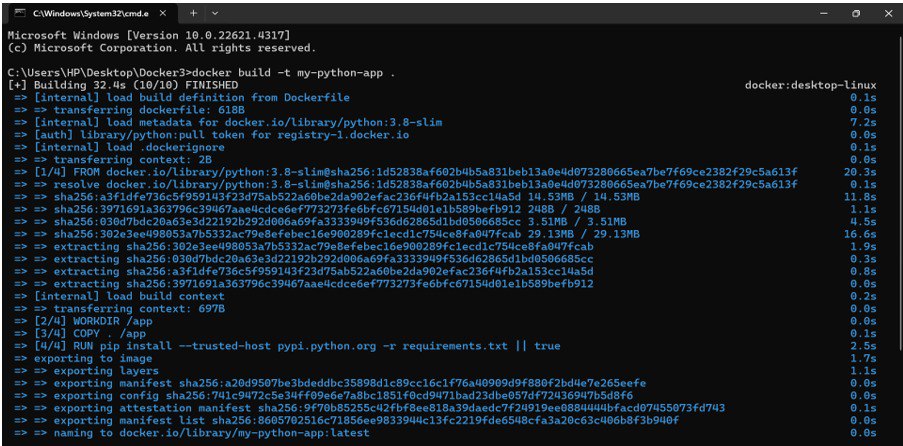 C:\Windows\System32\cmd.e
Microsoft Windows [Version 10.0.22621.4317]
(c) Microsoft Corporation. All rights reserved.
C:\Users\HP\Desktop\Docker3>docker build -t my-python-app .
[+] Building 32.4s (10/10) FINISHED docker:desktop-linux
=> [internal] load build definition from Dockerfile 0.1s
=> => transferring dockerfile: 618B 0.0s
=> [internal] load metadata for docker.io/library/python:3.8-slim 7.2s
=> [auth] library/python:pull token for registry-1.docker.io 0.0s
=> [internal] load .dockerignore 0.1s
=> => transferring context: 2B 0.0s
=> [1/4] FROM docker.io/library/python:3.8-slim@sha256:1d52838af602b4b5a831beb13a0e4d073280665ea7be7f69ce2382f29c5a613f 20.3s
=> => resolve docker.io/library/python:3.8-slim@sha256:1d52838af602b4b5a831beb13a0e4d073280665ea7be7f69ce2382f29c5a613f 0.1s
=> => sha256:a3f1dfe736c5f959143f23d75ab522a60be2da902efac236f4fb2a153cc14a5d 14.53MB / 14.53MB 11.8s
=> => sha256:3971691a363796c39467aae4cdce6ef773273fe6bfc67154d01e1b589befb912 248B / 248B 1.1s
=> => sha256:030d7bdc20a63e3d22192b292d006a69fa3333949f536d62865d1bd0506685cc 3.51MB / 3.51MB 4.5s
=> => sha256:302e3ee498053a7b5332ac79e8efebec16e900289fc1ecd1c754ce8fa047fcab 29.13MB / 29.13MB 16.6s
=> => extracting sha256:302e3ee498053a7b5332ac79e8efebec16e900289fc1ecd1c754ce8fa047fcab 1.9s
=> => extracting sha256:030d7bdc20a63e3d22192b292d006a69fa3333949f536d62865d1bd0506685cc 0.3s
=> => extracting sha256:a3f1dfe736c5f959143f23d75ab522a60be2da902efac236f4fb2a153cc14a5d 0.8s
=> => extracting sha256:3971691a363796c39467aae4cdce6ef773273fe6bfc67154d01e1b589befb912 0.0s
=> [internal] load build context 0.2s
=> => transferring context: 697B 0.0s
=> [2/4] WORKDIR /app 0.0s
=> [3/4] COPY . /app 0.1s
=> [4/4] RUN pip install --trusted-host pypi.python.org -r requirements.txt || true 2.5s
=> exporting to image 1.7s
=> => exporting layers 1.1s
=> => exporting manifest sha256:a20d9507be3bdeddbc35898d1c89cc16c1f76a40909d9f880f2bd4e7e265eefe 0.0s
=> => exporting config sha256:741c9472c5e34ff09e6e7a8bc1851f0cd9471bad23dbe057df72436947b5d8f6 0.0s
=> => exporting attestation manifest sha256:9f70b85255c42fbf8ee818a39daedc7f24919ee0884444bfacd07455073fd743 0.1s
=> => exporting manifest list sha256:8605702516c71856ee9833944c13fc2219fde6548cfa3a20c63c406b8f3b940f 0.0s
=> => naming to docker.io/library/my-python-app:latest 0.0s